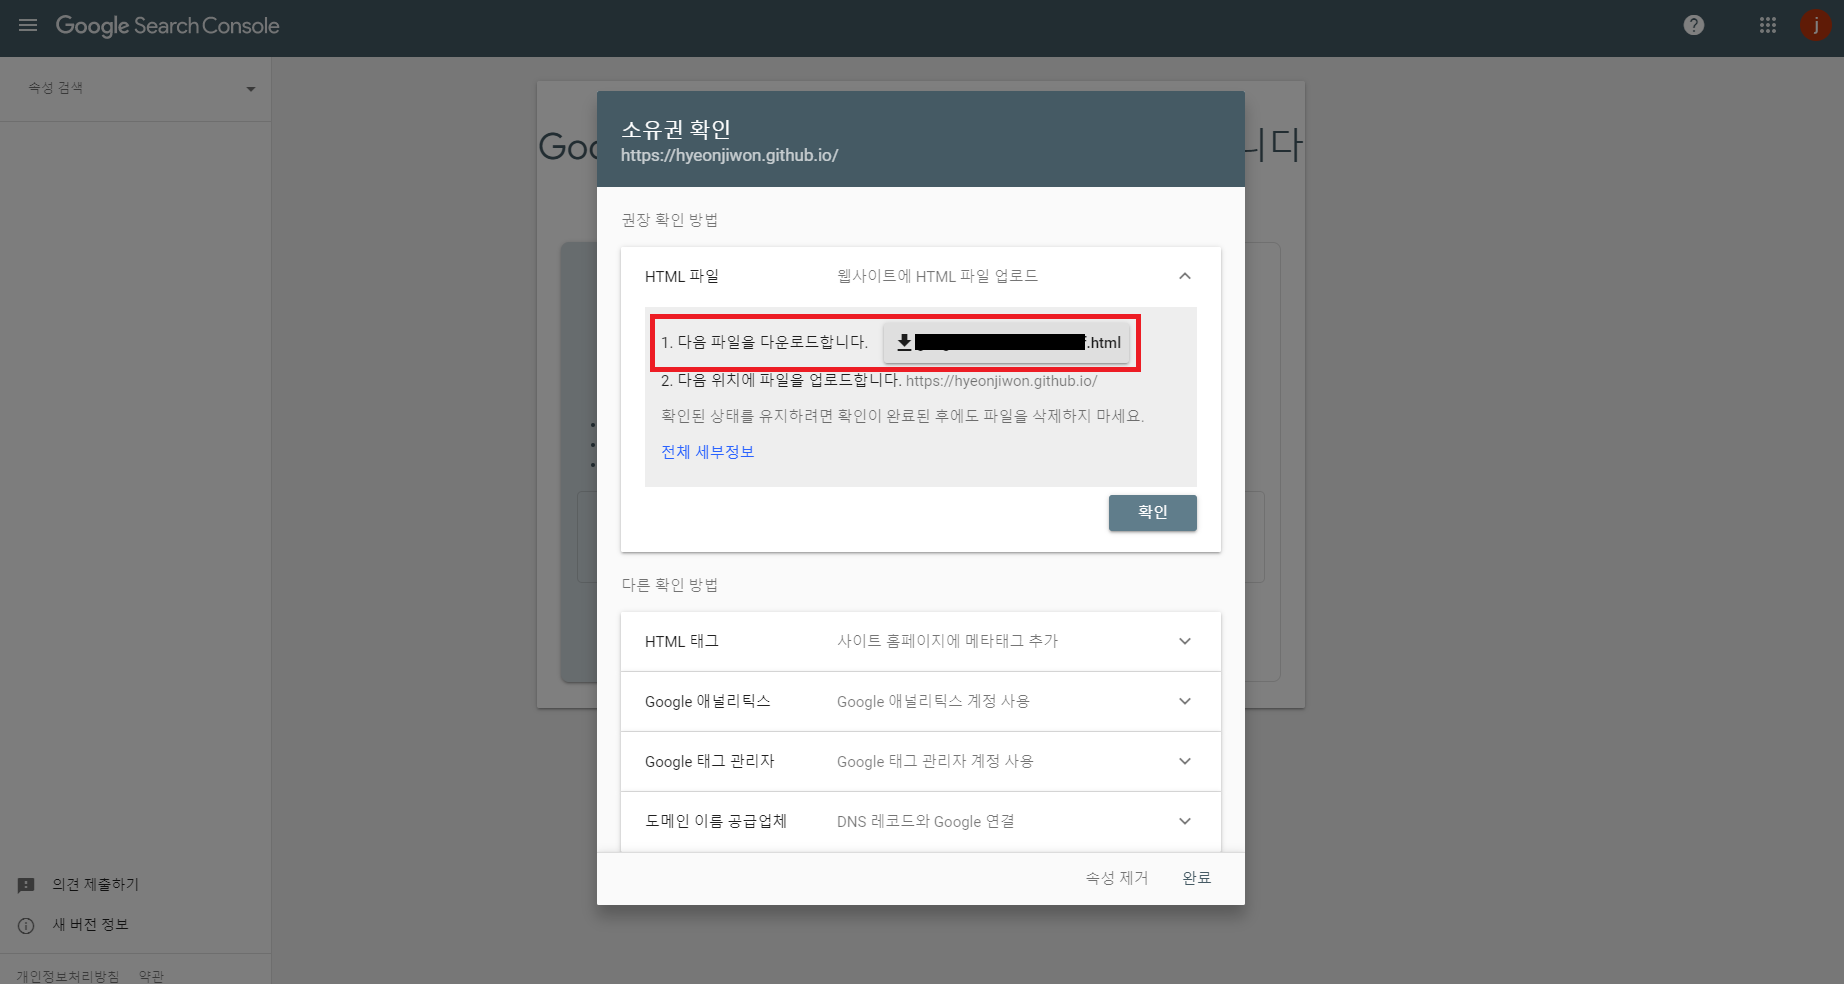 Google Search Console
?
j
속성 검색
Goo
니다
소유권 확인
https://hyeonjiwon.github.io/
권장 확인 방법
HTML 파일 웹사이트에 HTML 파일 업로드
1. 다음 파일을 다운로드합니다. .html
2. 다음 위치에 파일을 업로드합니다. https://hyeonjiwon.github.io/
확인된 상태를 유지하려면 확인이 완료된 후에도 파일을 삭제하지 마세요.
전체 세부정보
확인
다른 확인 방법
HTML 태그 사이트 홈페이지에 메타태그 추가
Google 애널리틱스 Google 애널리틱스 계정 사용
Google 태그 관리자 Google 태그 관리자 계정 사용
도메인 이름 공급업체 DNS 레코드와 Google 연결
속성 제거 완료
의견 제출하기
새 버전 정보
개인정보처리방침 약관